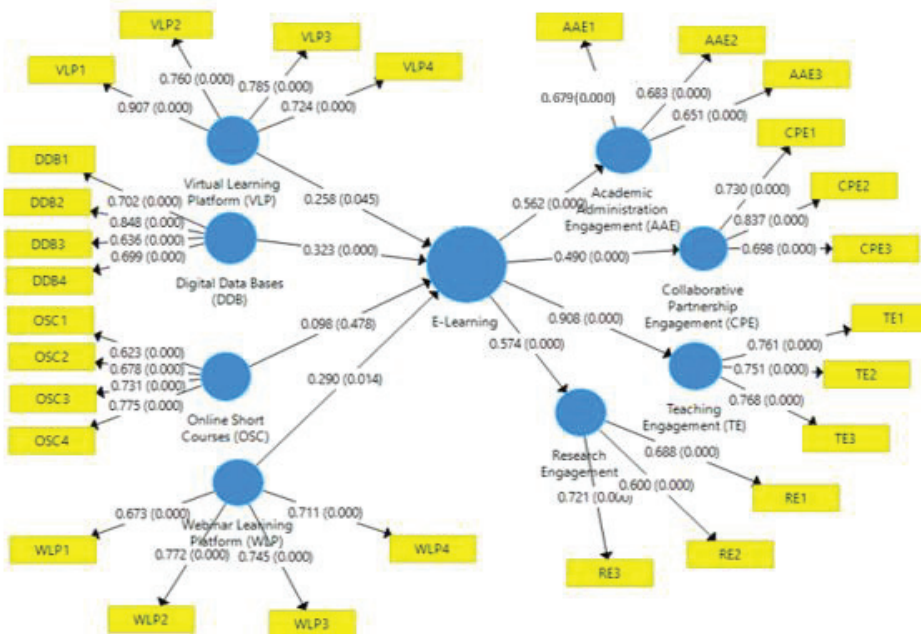 VLP2
VLP3
VLP1
VLP4
0.760 (0.000)
0.785 (0.000)
0.907 (0.000)
0.724 (0.000)
Virtual Learning
Platform (VLP)
0.258 (0.045)
DDB1
DDB2
DDB3
DDB4
0.702 (0.000)
0.848 (0.000)
0.636 (0.000)
0.699 (0.000)
Digital Data Bases
(DDB)
0.323 (0.000)
OSC1
OSC2
OSC3
OSC4
0.623 (0.000)
0.678 (0.000)
0.731 (0.000)
0.775 (0.000)
Online Short
Courses (OSC)
0.098 (0.478)
0.290 (0.014)
0.673 (0.000)
0.711 (0.000)
Webinar Learning
Platform (WLP)
0.772 (0.000)
0.745 (0.000)
WLP1
WLP4
WLP2
WLP3
E-Learning
AAE1
AAE2
AAE3
0.679 (0.000)
0.683 (0.000)
0.651 (0.000)
0.562 (0.000)
Academic
Administration
Engagement (AAE)
CPE1
CPE2
CPE3
0.730 (0.000)
0.837 (0.000)
0.698 (0.000)
0.490 (0.000)
Collaborative
Partnership
Engagement (CPE)
0.908 (0.000)
TE1
TE2
TE3
0.761 (0.000)
0.751 (0.000)
0.768 (0.000)
Teaching
Engagement (TE)
0.574 (0.000)
Research
Engagement
0.688 (0.000)
0.600 (0.000)
0.721 (0.000)
RE1
RE2
RE3